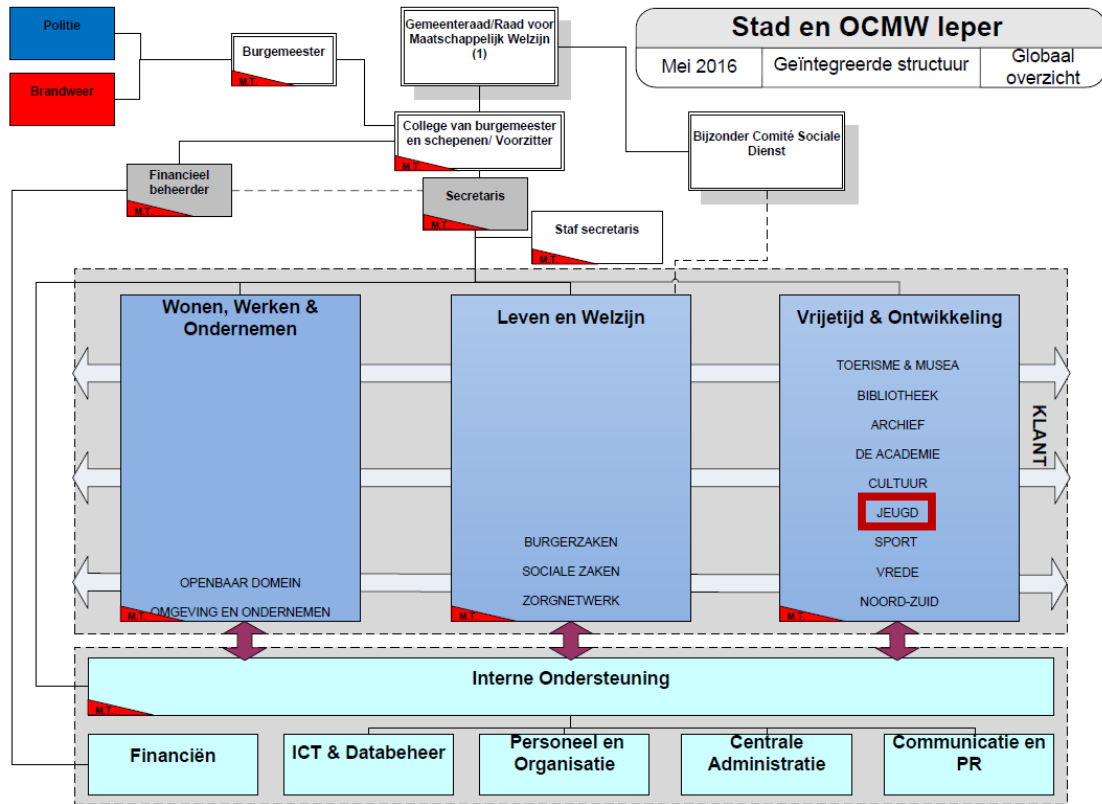 Politie
Brandweer
Burgemeester
M.T.
Gemeenteraad/Raad voor
Maatschappelijk Welzijn
(1)
Stad en OCMW Ieper
Mei 2016
Geïntegreerde structuur
Globaal
overzicht
College van burgemeester
en schepenen/ Voorzitter
M.T.
Bijzonder Comité Sociale
Dienst
Financieel
beheerder
M.T.
Secretaris
M.T.
Staf secretaris
M.T.
Wonen, Werken &
Ondernemen
OPENBAAR DOMEIN
OMGEVING EN ONDERNEMEN
M.T.
Leven en Welzijn
BURGERZAKEN
SOCIALE ZAKEN
ZORGNETWERK
M.T.
Vrijetijd & Ontwikkeling
TOERISME & MUSEA
BIBLIOTHEEK
ARCHIEF
DE ACADEMIE
CULTUUR
JEUGD
SPORT
VREDE
NOORD-ZUID
M.T.
KLANT
Interne Ondersteuning
M.T.
Financiën
ICT & Databeheer
Personeel en
Organisatie
Centrale
Administratie
Communicatie en
PR